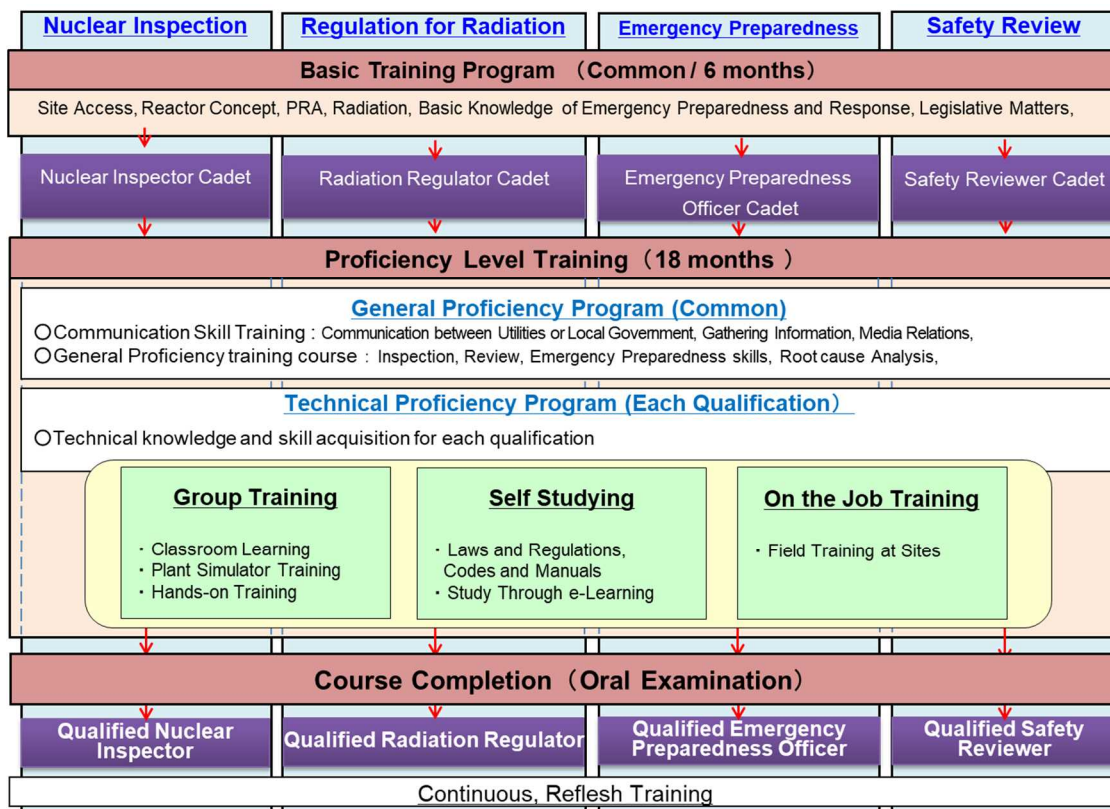 Nuclear Inspection
Regulation for Radiation
Emergency Preparedness
Safety Review
Basic Training Program （Common / 6 months）
Site Access, Reactor Concept, PRA, Radiation, Basic Knowledge of Emergency Preparedness and Response, Legislative Matters,
Nuclear Inspector Cadet
Radiation Regulator Cadet
Emergency Preparedness
Officer Cadet
Safety Reviewer Cadet
Proficiency Level Training（18 months ）
General Proficiency Program (Common)
○Communication Skill Training : Communication between Utilities or Local Government, Gathering Information, Media Relations,
○General Proficiency training course : Inspection, Review, Emergency Preparedness skills, Root cause Analysis,
Technical Proficiency Program (Each Qualification）
○Technical knowledge and skill acquisition for each qualification
Group Training
・ Classroom Learning
・ Plant Simulator Training
・ Hands-on Training
Self Studying
・ Laws and Regulations,
Codes and Manuals
・ Study Through e-Learning
On the Job Training
・ Field Training at Sites
Course Completion（Oral Examination）
Qualified Nuclear
Inspector
Qualified Radiation Regulator
Qualified Emergency
Preparedness Officer
Qualified Safety
Reviewer
Continuous, Reflesh Training